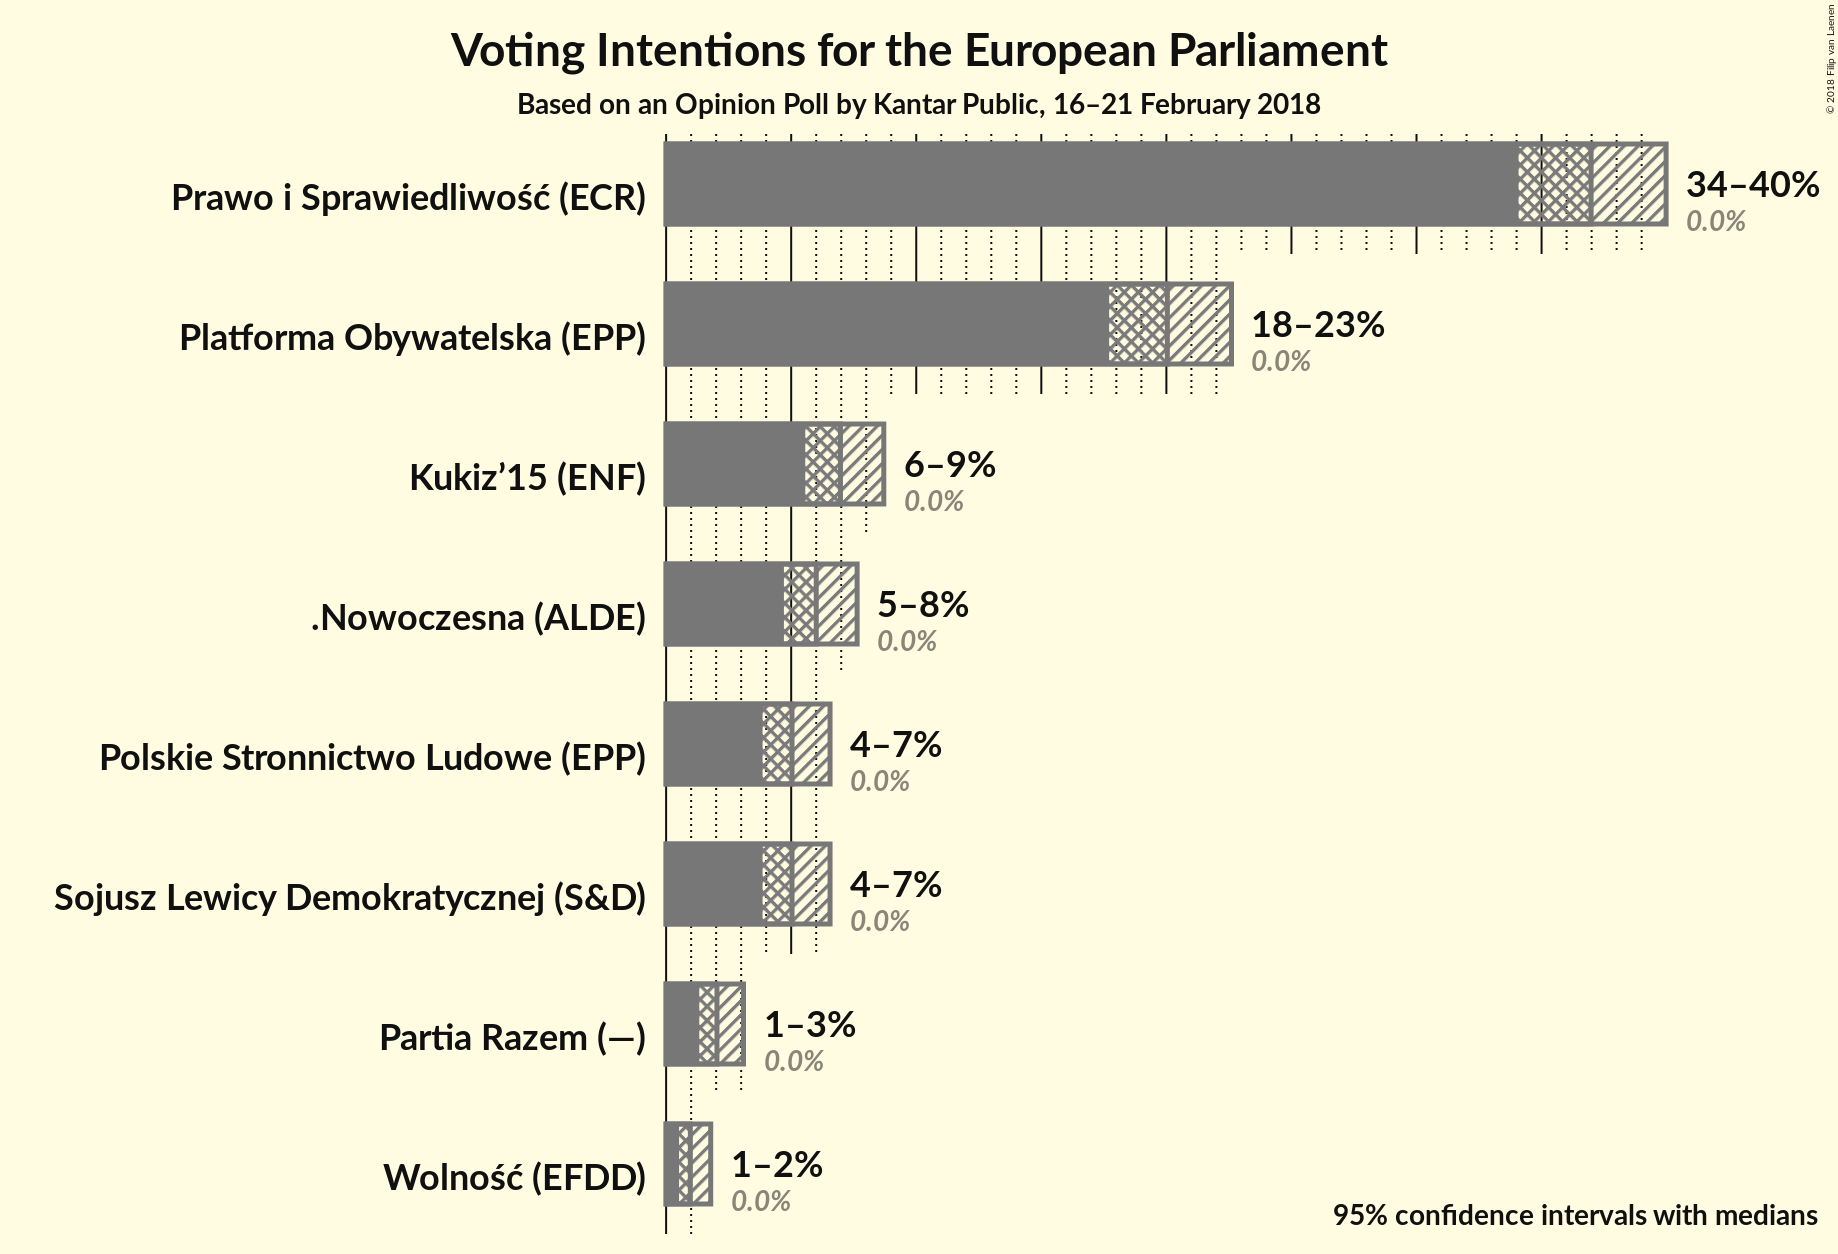 Voting Intentions for the European Parliament
Based on an Opinion Poll by Kantar Public, 16–21 February 2018
© 2018 Filip van Laenen
Prawo i Sprawiedliwość (ECR)
34–40%
0.0%
Platforma Obywatelska (EPP)
18–23%
0.0%
Kukiz’15 (ENF)
6–9%
0.0%
.Nowoczesna (ALDE)
5–8%
0.0%
Polskie Stronnictwo Ludowe (EPP)
4–7%
0.0%
Sojusz Lewicy Demokratycznej (S&D)
4–7%
0.0%
Partia Razem (—)
1–3%
0.0%
Wolność (EFDD)
1–2%
0.0%
95% confidence intervals with medians